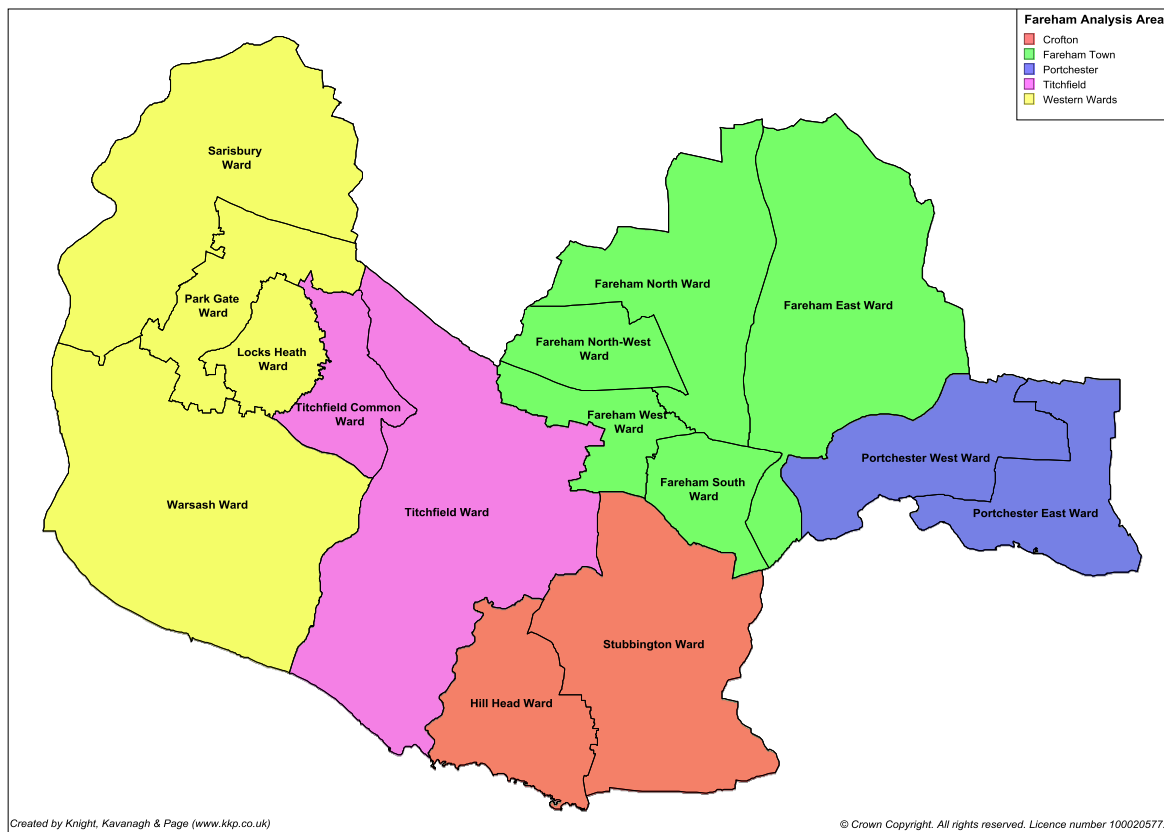 Fareham Analysis Area
Crofton
Fareham Town
Portchester
Titchfield
Western Wards
Sarisbury
Ward
Park Gate
Ward
Locks Heath
Ward
Titchfield Common
Ward
Warsash Ward
Titchfield Ward
Fareham North Ward
Fareham East Ward
Fareham North-West
Ward
Fareham West
Ward
Fareham South
Ward
Portchester West Ward
Portchester East Ward
Stubbington Ward
Hill Head Ward
Created by Knight, Kavanagh & Page (www.kkp.co.uk)
© Crown Copyright. All rights reserved. Licence number 100020577.